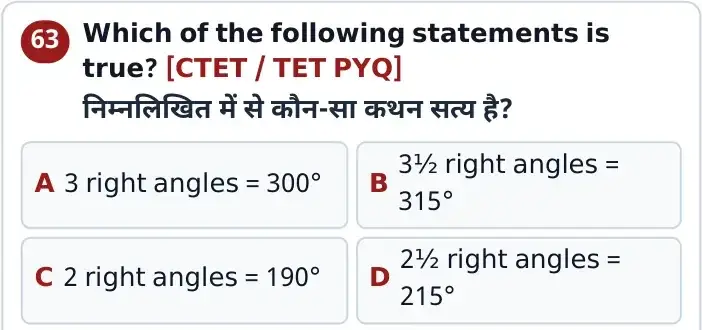 63 Which of the following statements is
true? [CTET / TET PYQ]
निम्नलिखित में से कौन-सा कथन सत्य है?
A 3 right angles = 300°
B 3½ right angles =
315°
C 2 right angles = 190°
D 2½ right angles =
215°